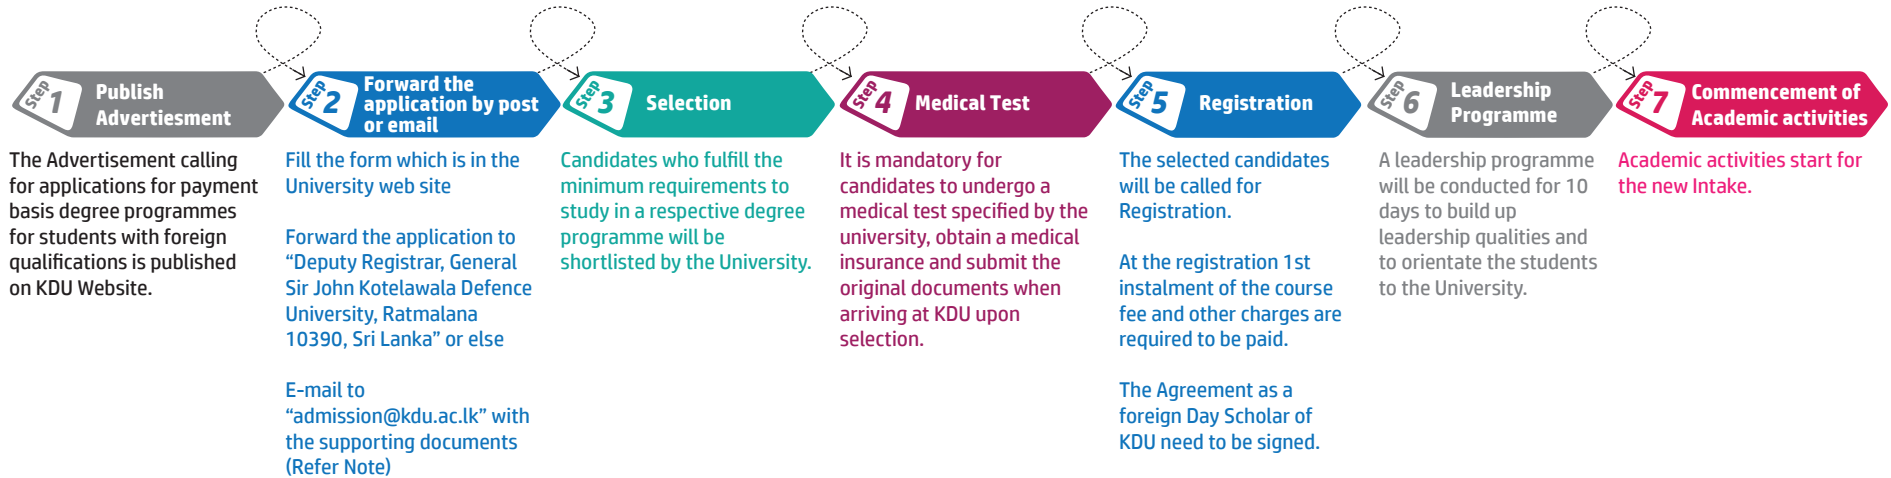 Step 1
Publish
Advertiesment
The Advertisement calling
for applications for payment
basis degree programmes
for students with foreign
qualifications is published
on KDU Website.
Step 2
Forward the
application by post
or email
Fill the form which is in the
University web site
Forward the application to
“Deputy Registrar, General
Sir John Kotelawala Defence
University, Ratmalana
10390, Sri Lanka” or else
E-mail to
“admission@kdu.ac.lk” with
the supporting documents
(Refer Note)
Step 3
Selection
Candidates who fulfill the
minimum requirements to
study in a respective degree
programme will be
shortlisted by the University.
Step 4
Medical Test
It is mandatory for
candidates to undergo a
medical test specified by the
university, obtain a medical
insurance and submit the
original documents when
arriving at KDU upon
selection.
Step 5
Registration
The selected candidates
will be called for
Registration.
At the registration 1st
instalment of the course
fee and other charges are
required to be paid.
The Agreement as a
foreign Day Scholar of
KDU need to be signed.
Step 6
Leadership
Programme
A leadership programme
will be conducted for 10
days to build up
leadership qualities and
to orientate the students
to the University.
Step 7
Commencement of
Academic activities
Academic activities start for
the new Intake.